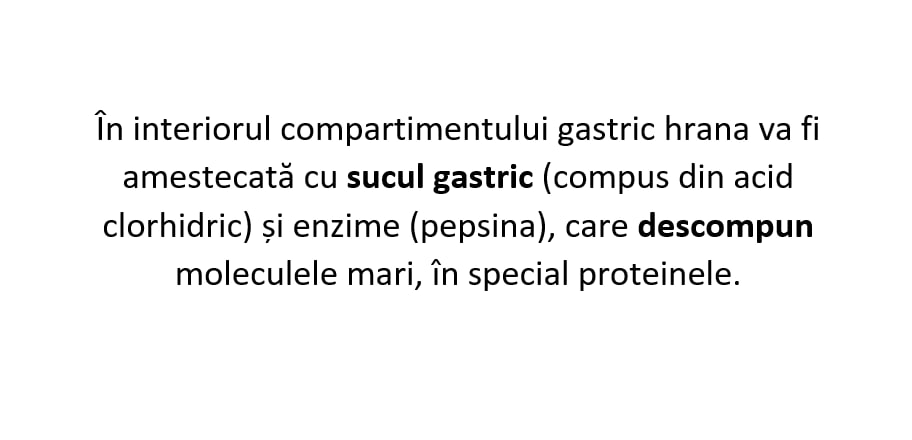 În interiorul compartimentului gastric hrana va fi
amestecată cu sucul gastric (compus din acid
clorhidric) și enzime (pepsina), care descompun
moleculele mari, în special proteinele.